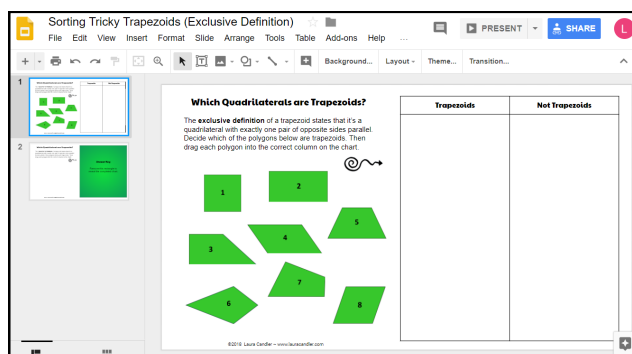 Sorting Tricky Trapezoids (Exclusive Definition)
File Edit View Insert Format Slide Arrange Tools Table Add-ons Help ...
PRESENT
SHARE
L
Background... Layout Theme... Transition...
1
2
Which Quadrilaterals are Trapezoids?
The exclusive definition of a trapezoid states that it's a
quadrilateral with exactly one pair of opposite sides parallel.
Decide which of the polygons below are trapezoids. Then
drag each polygon into the correct column on the chart.
1
2
5
4
3
7
6
8
©2018 Laura Candler – www.lauracandler.com
Trapezoids Not Trapezoids